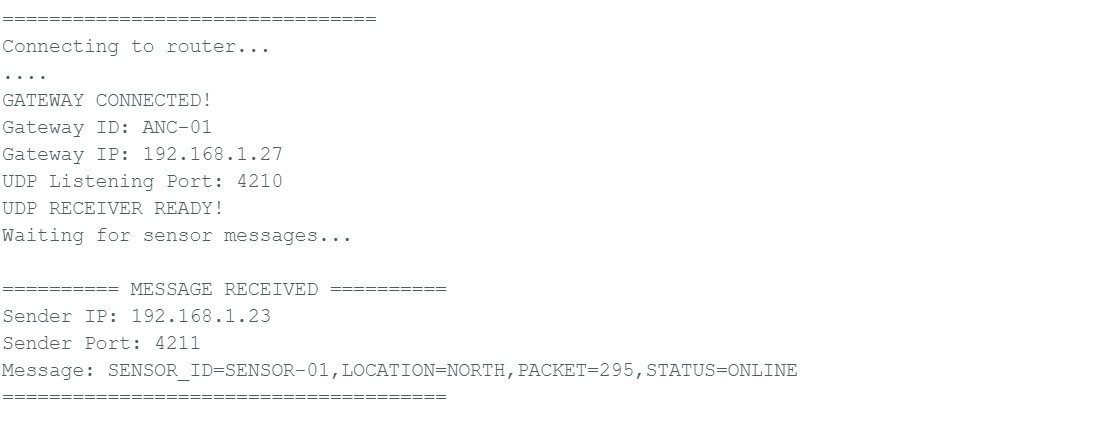 ================================
Connecting to router...
....
GATEWAY CONNECTED!
Gateway ID: ANC-01
Gateway IP: 192.168.1.27
UDP Listening Port: 4210
UDP RECEIVER READY!
Waiting for sensor messages...
========== MESSAGE RECEIVED ==========
Sender IP: 192.168.1.23
Sender Port: 4211
Message: SENSOR_ID=SENSOR-01,LOCATION=NORTH,PACKET=295,STATUS=ONLINE
======================================